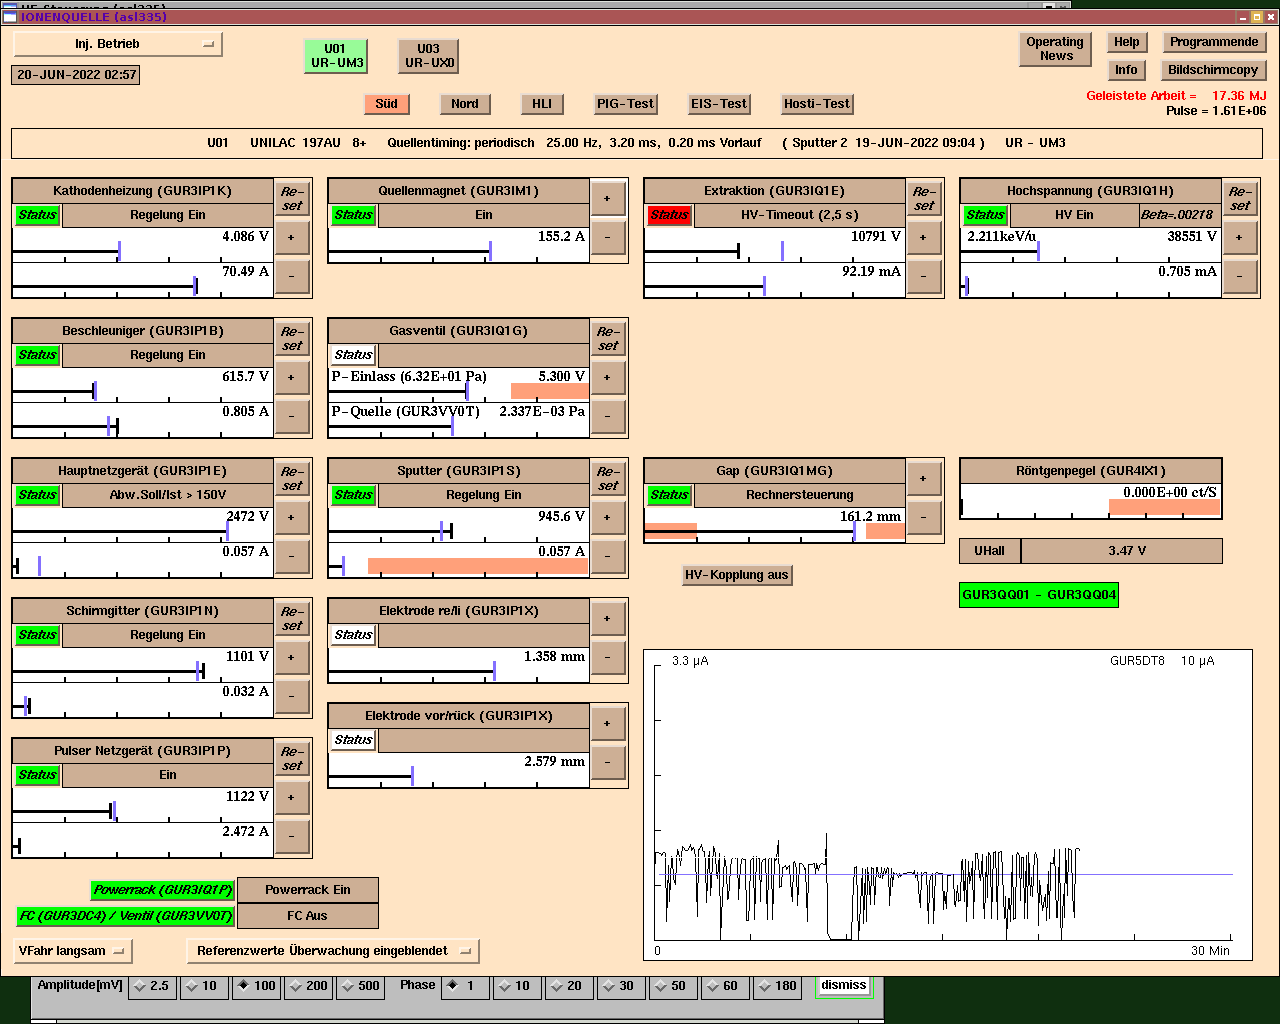 IONENQUELLE (asl335)
Inj. Betrieb
U01
UR-UM3
U03
UR-UX0
Operating
News
Help
Programmende
Info
Bildschirmcopy
20-JUN-2022 02:57
Süd
Nord
HLI
PIG-Test
EIS-Test
Hosti-Test
Geleistete Arbeit = 17.36 MJ
Pulse = 1.61E+06
U01 UNILAC 197AU 8+ Quellentiming: periodisch 25.00 Hz, 3.20 ms, 0.20 ms Vorlauf ( Sputter 2 19-JUN-2022 09:04 ) UR - UM3
Kathodenheizung (GUR3IP1K)
Re-
set
Status
Regelung Ein
4.086 V
+
70.49 A
-
Quellenmagnet (GUR3IM1)
+
Status
Ein
155.2 A
-
Extraktion (GUR3IQ1E)
Re-
set
Status
HV-Timeout (2,5 s)
10791 V
+
92.19 mA
-
Hochspannung (GUR3IQ1H)
Re-
set
Status
HV Ein
Beta=.00218
2.211keV/u
38551 V
+
0.705 mA
-
Beschleuniger (GUR3IP1B)
Re-
set
Status
Regelung Ein
615.7 V
+
0.805 A
-
Gasventil (GUR3IQ1G)
Re-
set
Status
P-Einlass (6.32E+01 Pa)
5.300 V
+
P-Quelle (GUR3VV0T)
2.337E-03 Pa
-
Hauptnetzgerät (GUR3IP1E)
Re-
set
Status
Abw.Soll/Ist > 150V
2472 V
+
0.057 A
-
Sputter (GUR3IP1S)
Re-
set
Status
Regelung Ein
945.6 V
+
0.057 A
-
Gap (GUR3IQ1MG)
+
Status
Rechnersteuerung
161.2 mm
-
HV-Kopplung aus
Röntgenpegel (GUR4IX1)
0.000E+00 ct/S
UHall
3.47 V
GUR3QQ01 - GUR3QQ04
Schirmgitter (GUR3IP1N)
Re-
set
Status
Regelung Ein
1101 V
+
0.032 A
-
Elektrode re/li (GUR3IP1X)
+
Status
1.358 mm
-
Elektrode vor/rück (GUR3IP1X)
+
Status
2.579 mm
-
Pulser Netzgerät (GUR3IP1P)
Re-
set
Status
Ein
1122 V
+
2.472 A
-
3.3 µA
GUR5DT8 10 µA
0
30 Min
Powerrack (GUR3IQ1P)
Powerrack Ein
FC (GUR3DC4) / Ventil (GUR3VV0T)
FC Aus
VFahr langsam
Referenzwerte Überwachung eingeblendet
Amplitude[mV] 2.5 10 100 200 500 Phase 1 10 20 30 50 60 180 dismiss